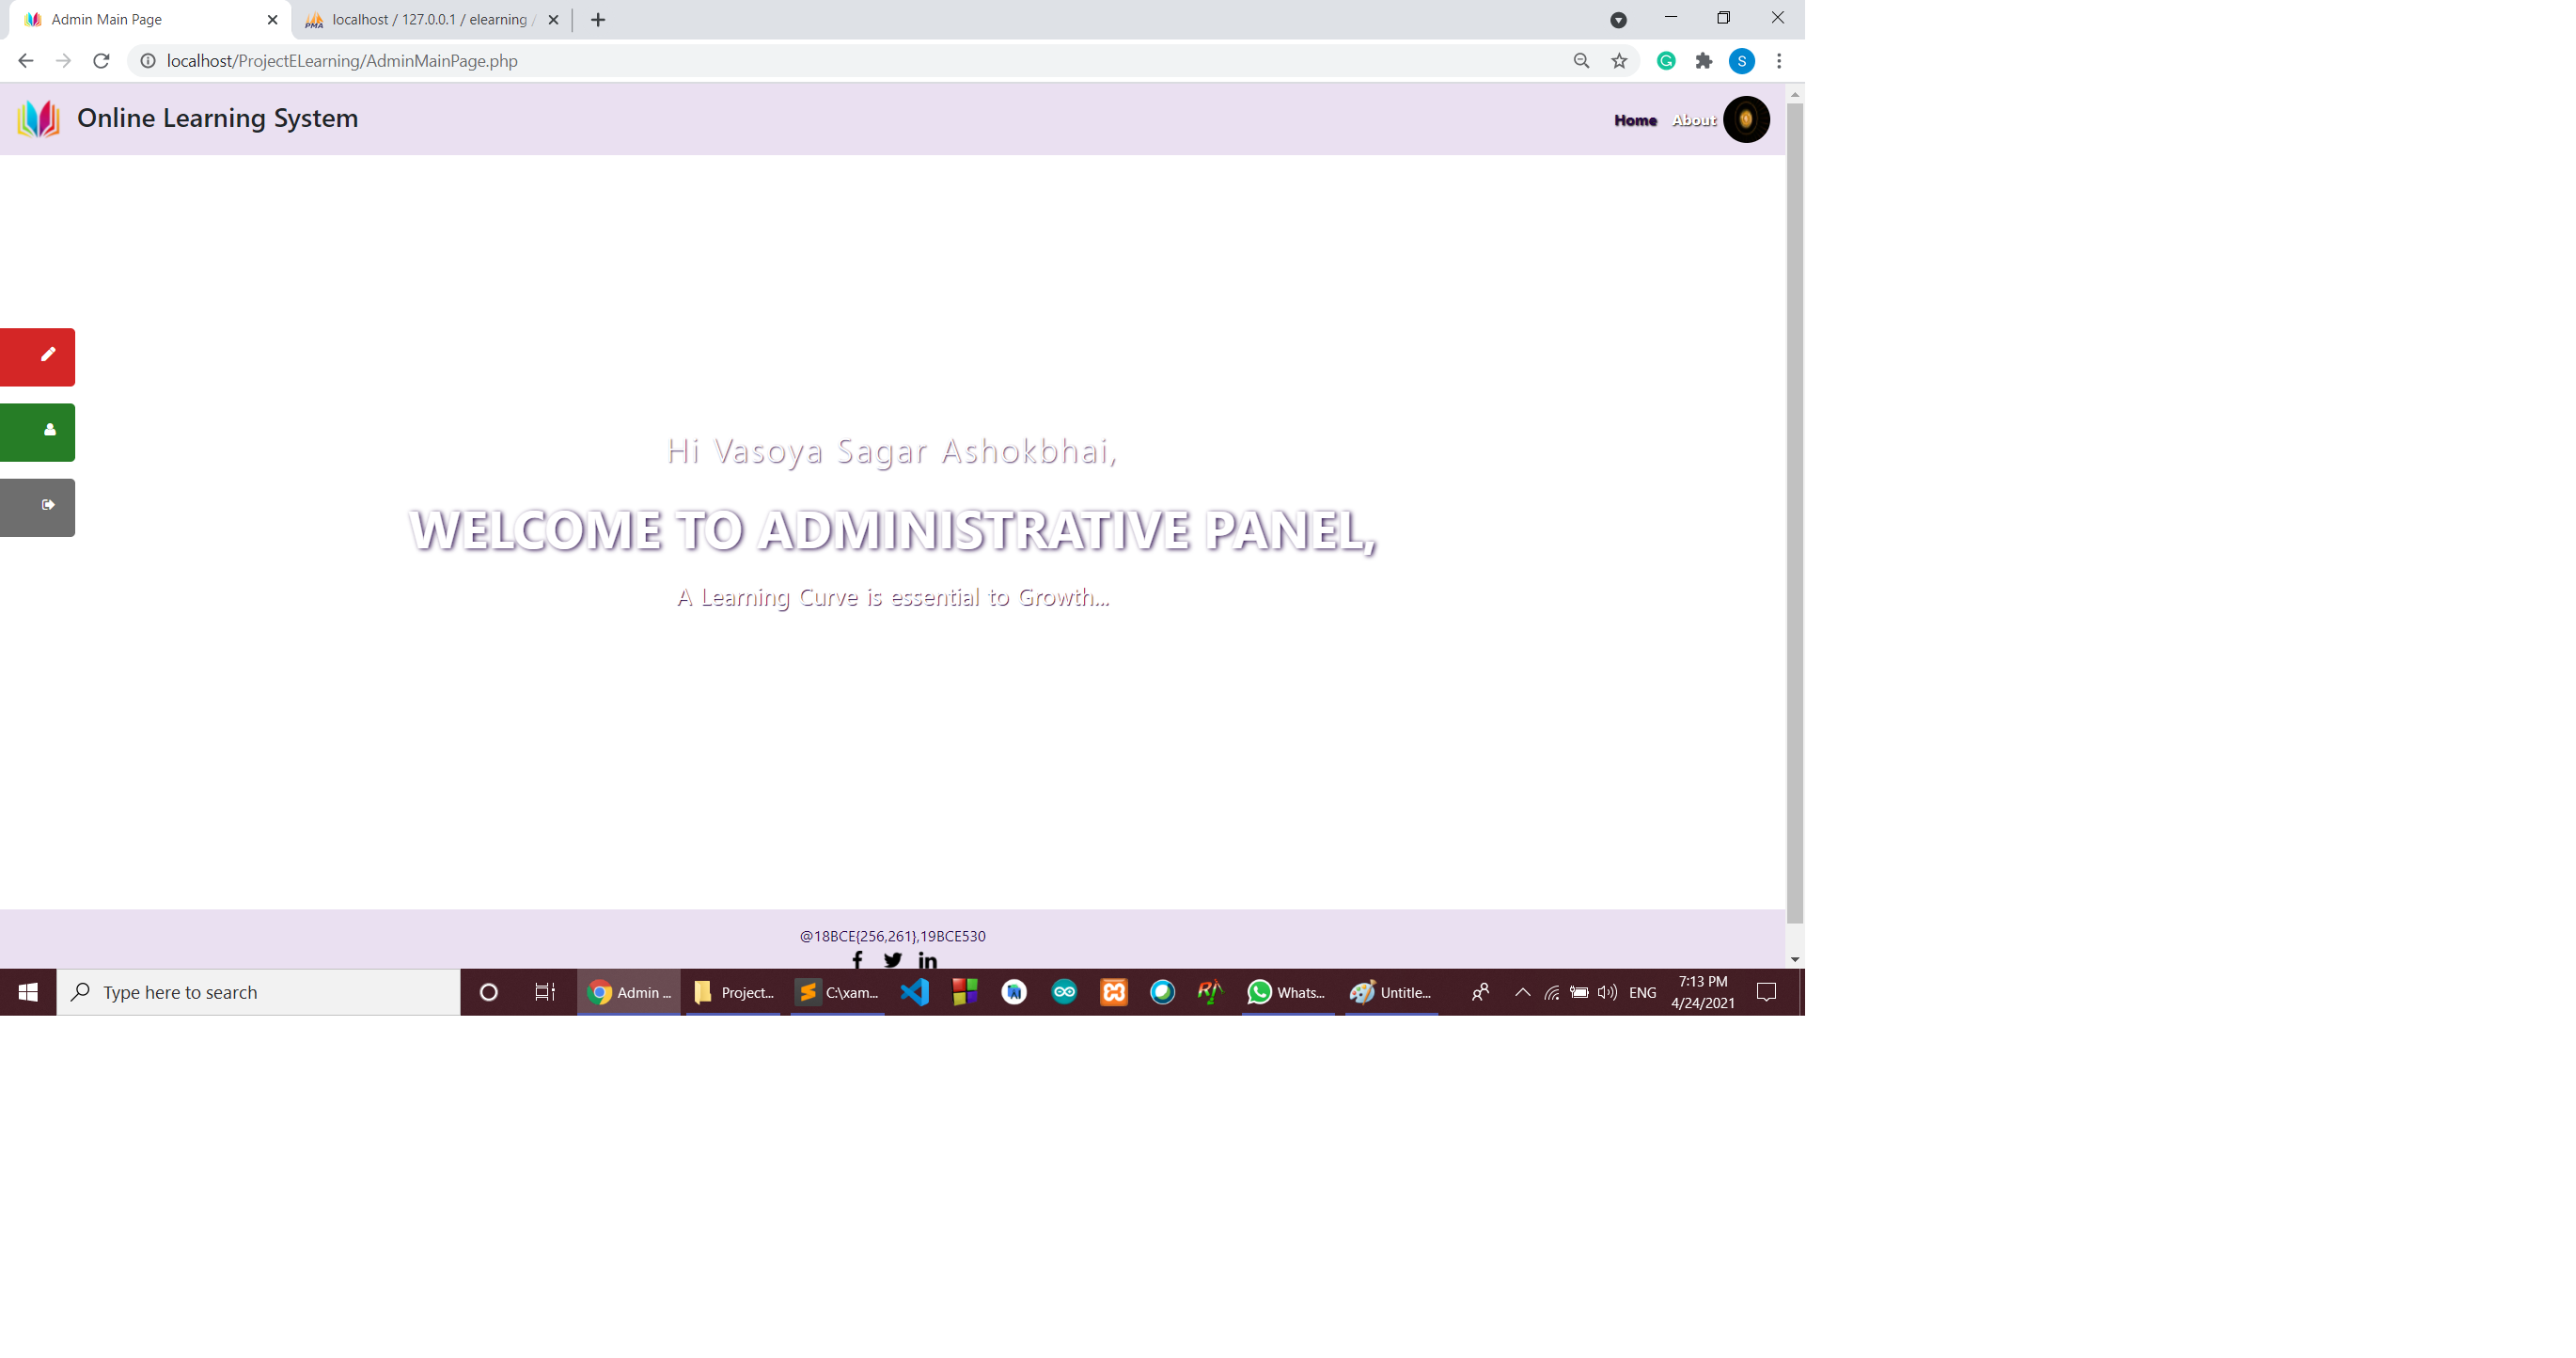 Admin Main Page
localhost / 127.0.0.1 / elearning /
localhost/ProjectELearning/AdminMainPage.php
S
Online Learning System
Home About
Hi Vasoya Sagar Ashokbhai,
WELCOME TO ADMINISTRATIVE PANEL,
A Learning Curve is essential to Growth...
@18BCE{256,261},19BCE530
Type here to search
Admin ...
Project...
C:\xam...
Whats...
Untitle...
ENG
7:13 PM
4/24/2021